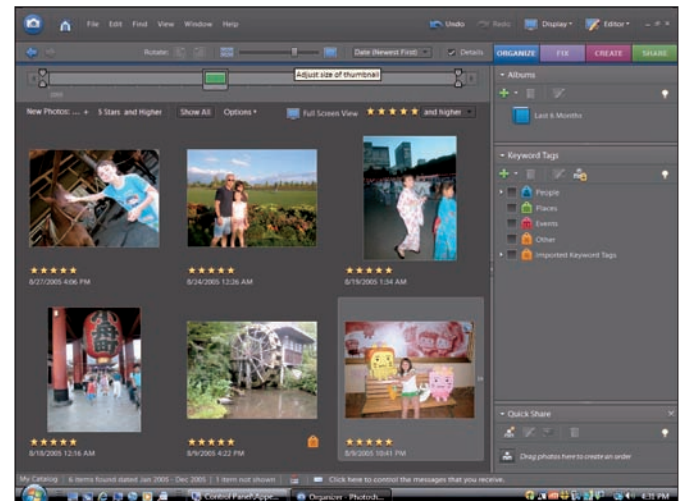 File Edit Find View Window Help Undo Redo Display Editor
Rotate: Date (Newest First) Details ORGANIZE FIX CREATE SHARE
Adjust size of thumbnail
Albums
2005
New Photos: ... + 5 Stars and Higher Show All Options Full Screen View and higher
Last 6 Months
Keyword Tags
People
Places
Events
Other
Imported Keyword Tags
8/27/2005 4:06 PM 8/24/2005 12:26 AM 8/19/2005 1:34 AM
8/18/2005 12:16 AM 8/9/2005 4:22 PM 8/9/2005 10:41 PM
Quick Share
Drag photos here to create an order
My Catalog 6 items found dated Jan 2005 - Dec 2005 1 item not shown Click here to control the messages that you receive.
Control Panel\Appe... Organizer - Photosh... 4:31 PM